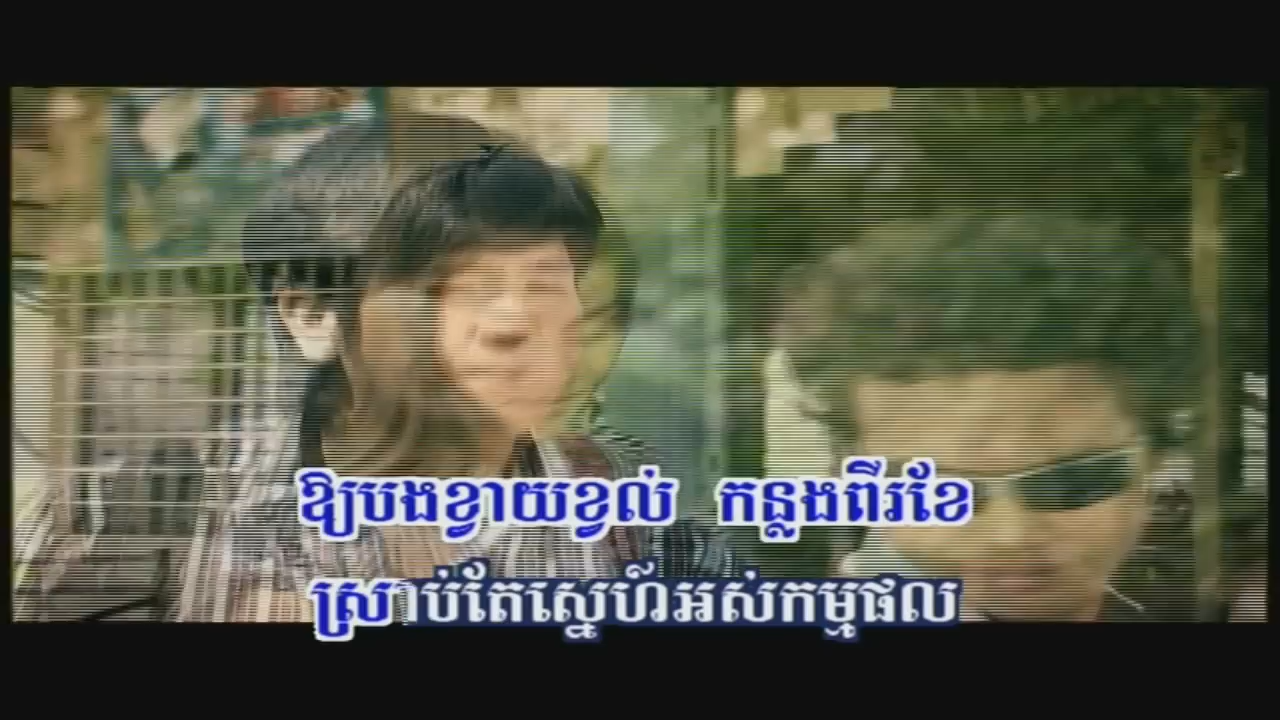 ឱ្យបងខ្វាយខ្វល់ កន្លងពីរខែ
ស្រាប់តែស្នេហ៍អស់កម្មផល